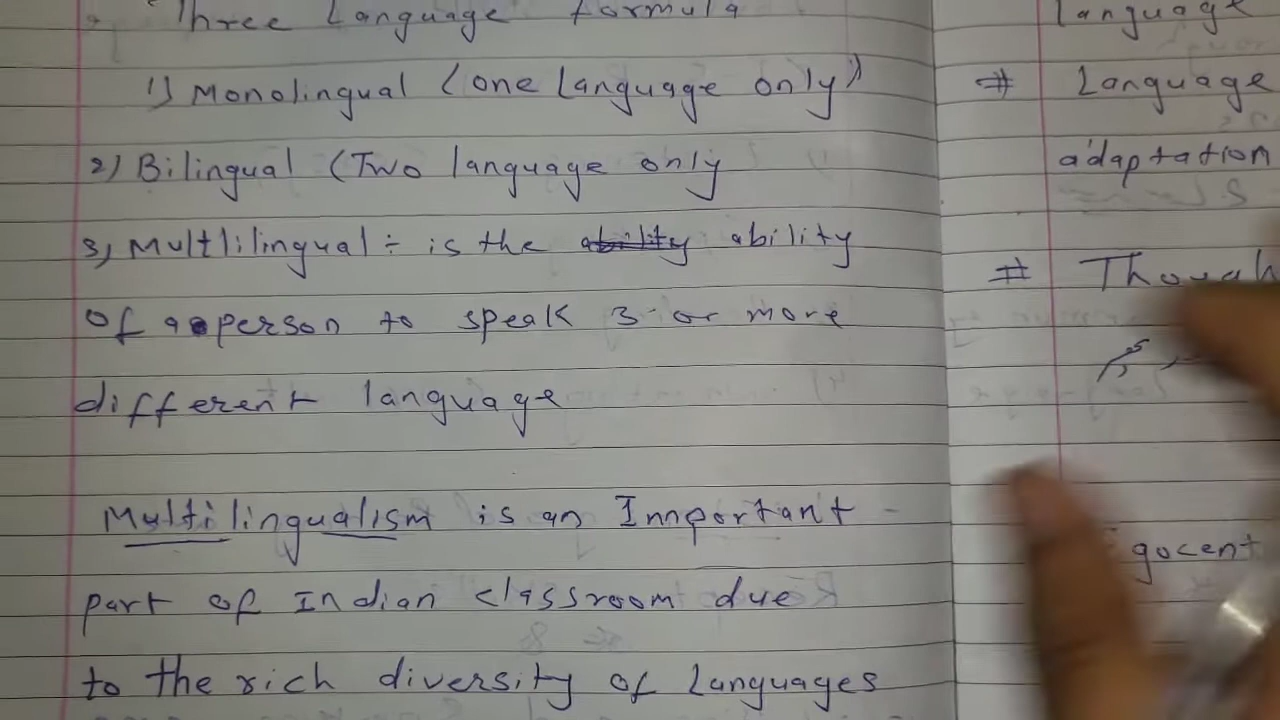 Three Language formula
1) Monolingual (one language only)
2) Bilingual (Two language only
3) Multlilingual ÷ is the ability ability
of a person to speak 3 or more
different language
Multilingualism is an Imnportant
part of Indian classroom due
to the rich diversity of languages
language
# Language
adaptation
# Though
gocent